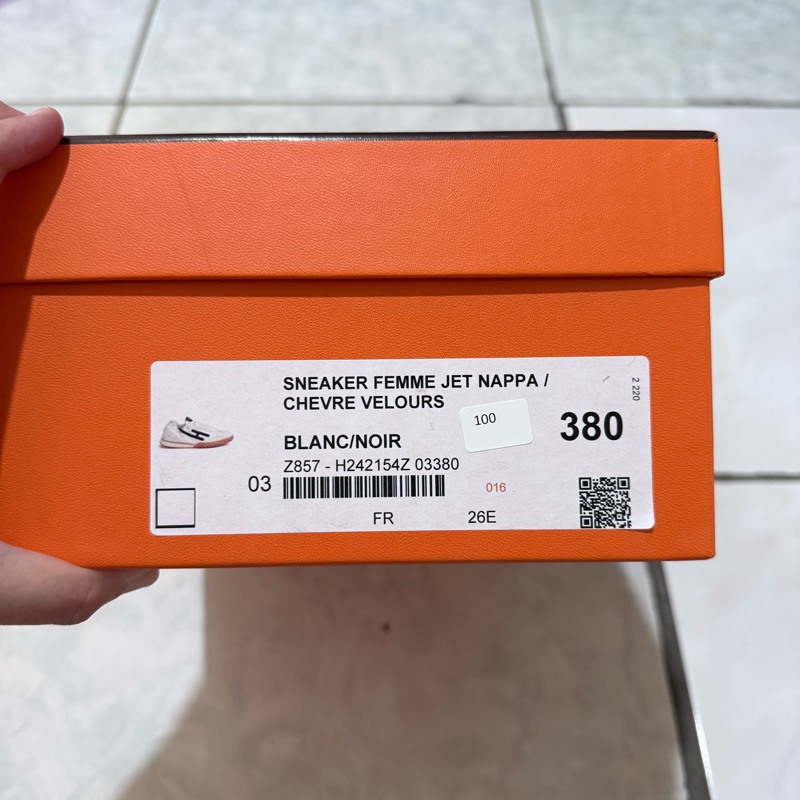 SNEAKER FEMME JET NAPPA /
CHEVRE VELOURS
2 220
100
380
BLANC/NOIR
Z857 - H242154Z 03380
03
016
FR 26E